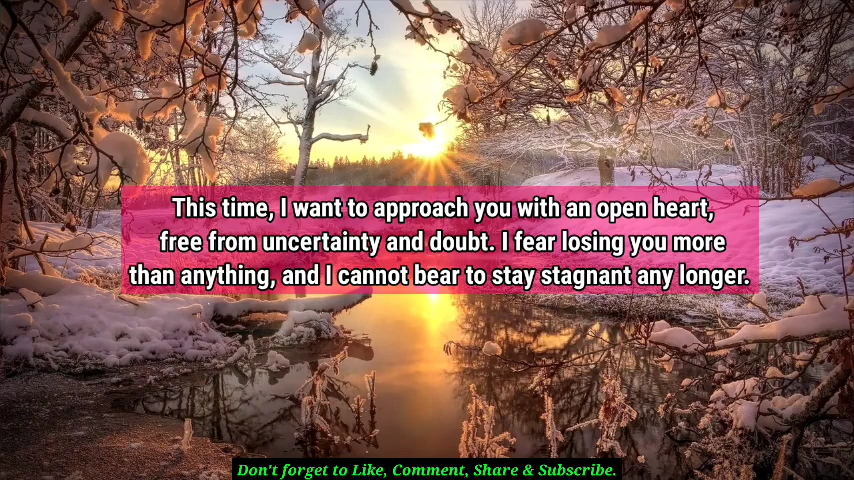 This time, I want to approach you with an open heart,
free from uncertainty and doubt. I fear losing you more
than anything, and I cannot bear to stay stagnant any longer.
Don't forget to Like, Comment, Share & Subscribe.